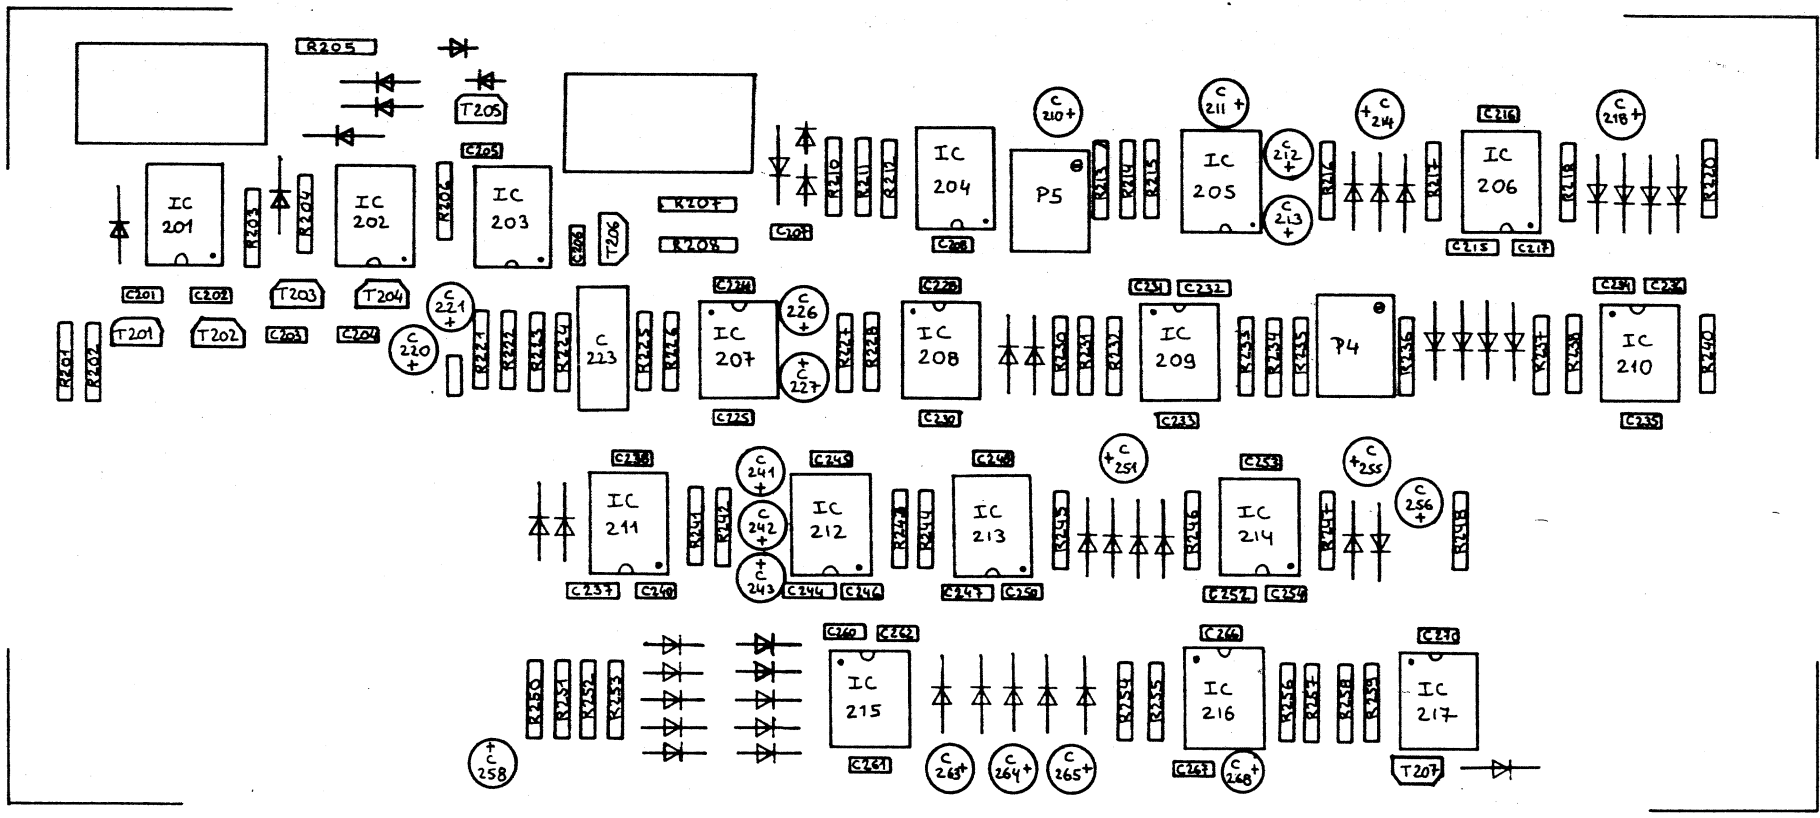 R205
T205
C205
IC
201
R203
R204
IC
202
R206
IC
203
C206
T206
R207
R208
C207
R210
R211
R212
IC
204
C208
C
210+
P5
R213
R214
R215
C
211+
IC
205
C
212
+
C
213
+
R216
+C
214
R217
C216
IC
206
C215
C217
R218
C
218+
R220
C201
C202
T203
T204
T201
T202
C203
C204
R201
R202
C
220
+
C
221
+
R221
R222
R223
R224
C
223
R225
R226
C224
IC
207
C225
C
226
+
+
C
227
R227
R228
C228
IC
208
C230
R230
R231
R232
C231
C232
IC
209
C233
R233
R234
R235
P4
R236
R237
R238
C234
C236
IC
210
C235
R240
C238
IC
211
C237
C240
R241
R242
C
241
+
C
242
+
+
C
243
C245
IC
212
C244
C246
R243
R244
C248
IC
213
C247
C250
R245
+C
251
R246
C253
IC
214
C252
C254
R247
+C
255
C
256
+
R248
+
C
258
R250
R251
R252
R253
C260
C262
IC
215
C261
C
263+
C
264+
C
265+
R254
R255
C266
IC
216
C267
C
268+
R256
R257
R258
R259
C270
IC
217
T207